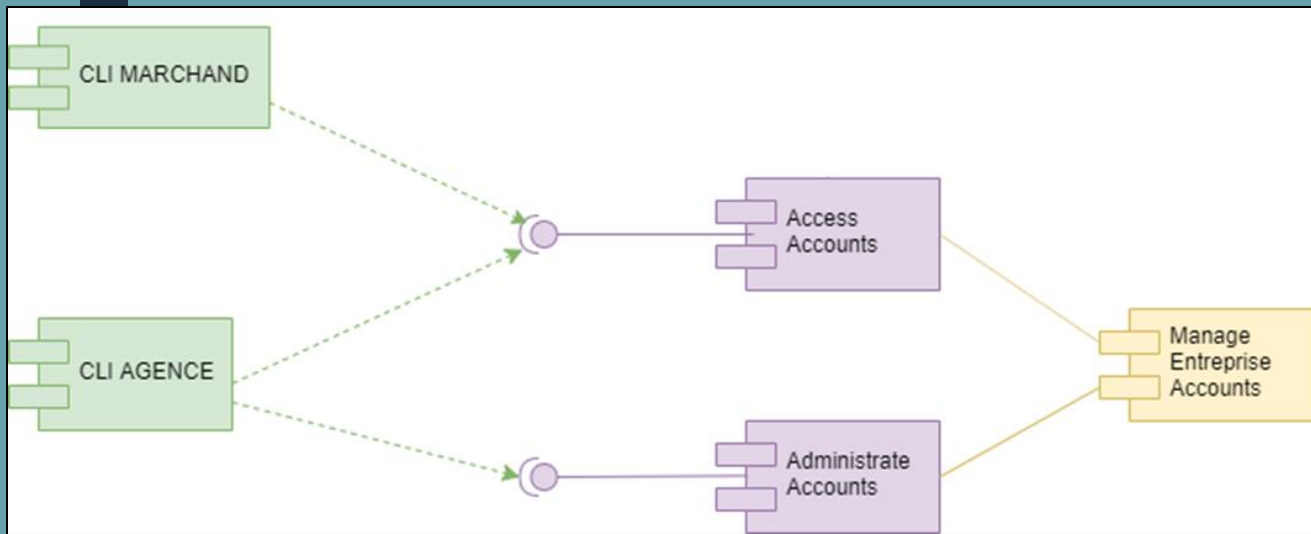 CLI MARCHAND
Access
Accounts
Manage
Entreprise
Accounts
CLI AGENCE
Administrate
Accounts